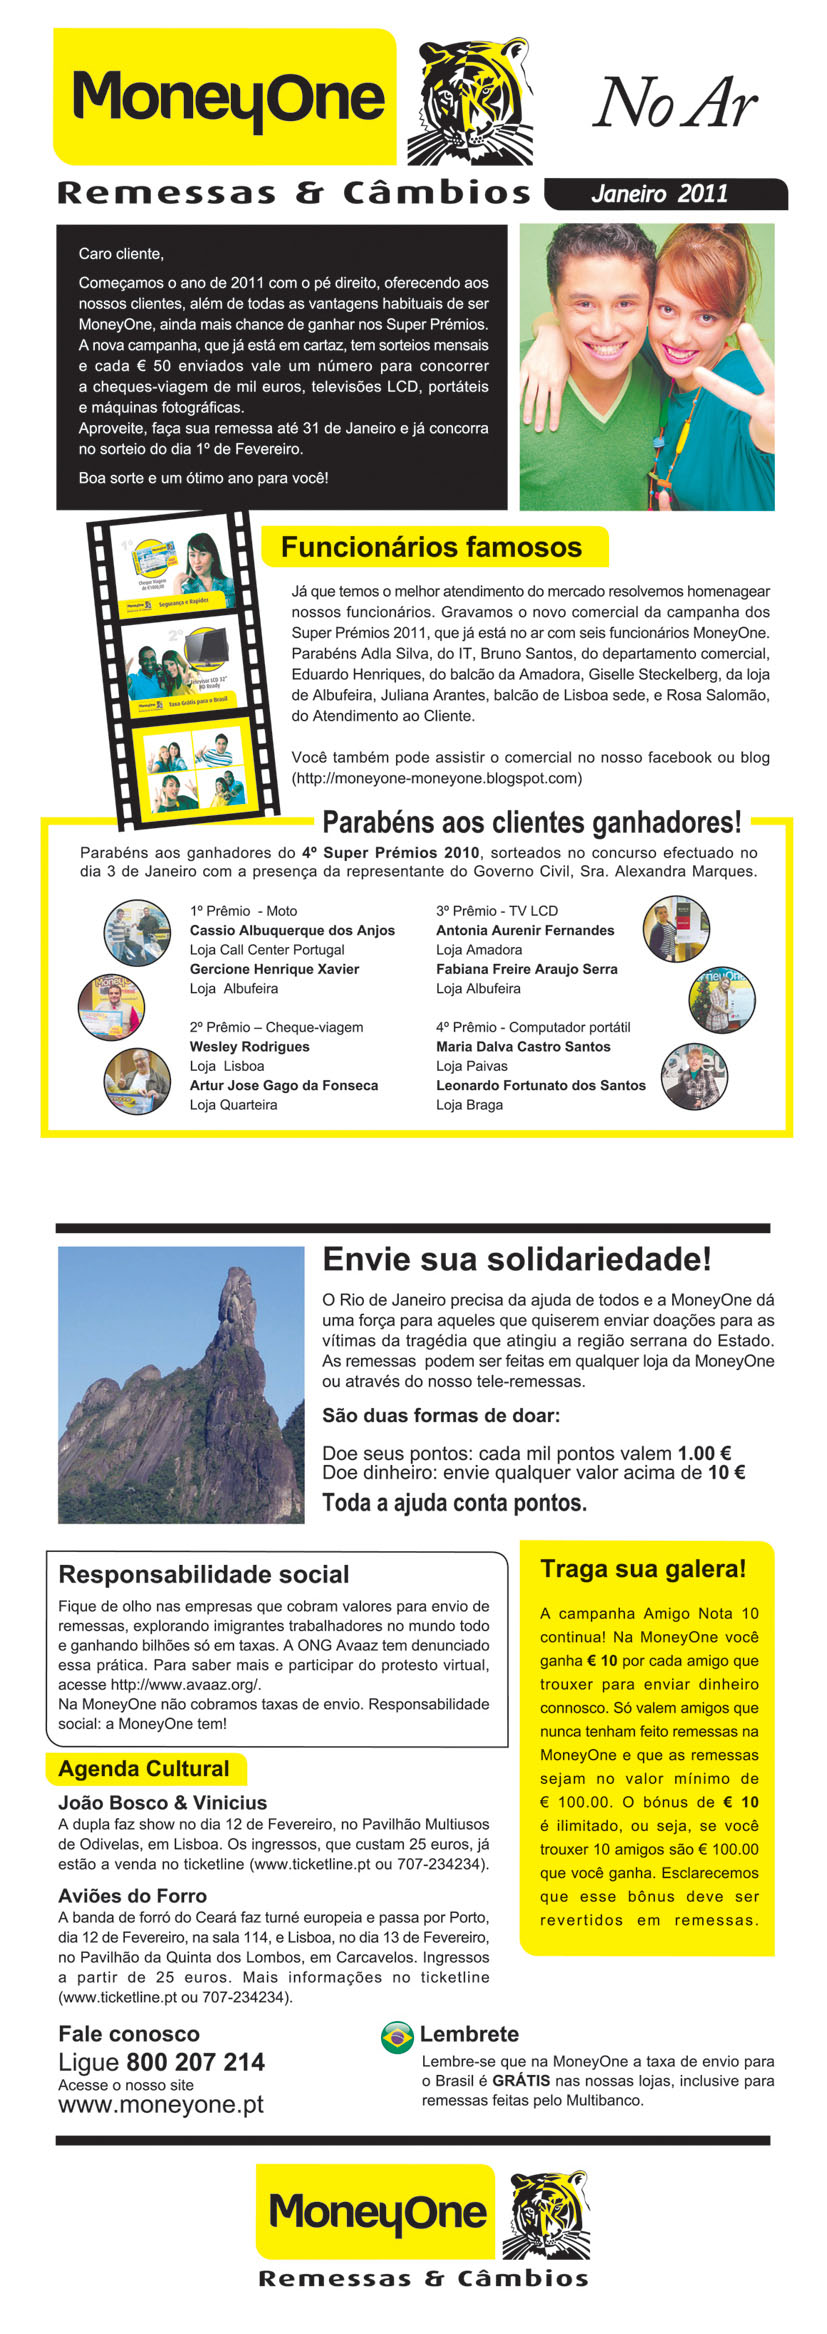 MoneyOne
No Ar
Remessas & Câmbios
Janeiro 2011
Caro cliente,
Começamos o ano de 2011 com o pé direito, oferecendo aos
nossos clientes, além de todas as vantagens habituais de ser
MoneyOne, ainda mais chance de ganhar nos Super Prémios.
A nova campanha, que já está em cartaz, tem sorteios mensais
e cada € 50 enviados vale um número para concorrer
a cheques-viagem de mil euros, televisões LCD, portáteis
e máquinas fotográficas.
Aproveite, faça sua remessa até 31 de Janeiro e já concorra
no sorteio do dia 1º de Fevereiro.
Boa sorte e um ótimo ano para você!
1º
Cheque Viagem
de €1000,00
MoneyOne
Segurança e Rapidez
2º
Televisor LCD 32"
HD Ready
MoneyOne
Taxa Grátis para o Brasil
Funcionários famosos
Já que temos o melhor atendimento do mercado resolvemos homenagear
nossos funcionários. Gravamos o novo comercial da campanha dos
Super Prémios 2011, que já está no ar com seis funcionários MoneyOne.
Parabéns Adla Silva, do IT, Bruno Santos, do departamento comercial,
Eduardo Henriques, do balcão da Amadora, Giselle Steckelberg, da loja
de Albufeira, Juliana Arantes, balcão de Lisboa sede, e Rosa Salomão,
do Atendimento ao Cliente.
Você também pode assistir o comercial no nosso facebook ou blog
(http://moneyone-moneyone.blogspot.com)
Parabéns aos clientes ganhadores!
Parabéns aos ganhadores do 4º Super Prémios 2010, sorteados no concurso efectuado no
dia 3 de Janeiro com a presença da representante do Governo Civil, Sra. Alexandra Marques.
1º Prêmio - Moto
Cassio Albuquerque dos Anjos
Loja Call Center Portugal
Gercione Henrique Xavier
Loja Albufeira
2º Prêmio – Cheque-viagem
Wesley Rodrigues
Loja Lisboa
Artur Jose Gago da Fonseca
Loja Quarteira
3º Prêmio - TV LCD
Antonia Aurenir Fernandes
Loja Amadora
Fabiana Freire Araujo Serra
Loja Albufeira
4º Prêmio - Computador portátil
Maria Dalva Castro Santos
Loja Paivas
Leonardo Fortunato dos Santos
Loja Braga
Envie sua solidariedade!
O Rio de Janeiro precisa da ajuda de todos e a MoneyOne dá
uma força para aqueles que quiserem enviar doações para as
vítimas da tragédia que atingiu a região serrana do Estado.
As remessas podem ser feitas em qualquer loja da MoneyOne
ou através do nosso tele-remessas.
São duas formas de doar:
Doe seus pontos: cada mil pontos valem 1.00 €
Doe dinheiro: envie qualquer valor acima de 10 €
Toda a ajuda conta pontos.
Responsabilidade social
Fique de olho nas empresas que cobram valores para envio de
remessas, explorando imigrantes trabalhadores no mundo todo
e ganhando bilhões só em taxas. A ONG Avaaz tem denunciado
essa prática. Para saber mais e participar do protesto virtual,
acesse http://www.avaaz.org/.
Na MoneyOne não cobramos taxas de envio. Responsabilidade
social: a MoneyOne tem!
Traga sua galera!
A campanha Amigo Nota 10
continua! Na MoneyOne você
ganha € 10 por cada amigo que
trouxer para enviar dinheiro
connosco. Só valem amigos que
nunca tenham feito remessas na
MoneyOne e que as remessas
sejam no valor mínimo de
€ 100.00. O bónus de € 10
é ilimitado, ou seja, se você
trouxer 10 amigos são € 100.00
que você ganha. Esclarecemos
que esse bônus deve ser
revertidos em remessas.
Agenda Cultural
João Bosco & Vinicius
A dupla faz show no dia 12 de Fevereiro, no Pavilhão Multiusos
de Odivelas, em Lisboa. Os ingressos, que custam 25 euros, já
estão a venda no ticketline (www.ticketline.pt ou 707-234234).
Aviões do Forro
A banda de forró do Ceará faz turné europeia e passa por Porto,
dia 12 de Fevereiro, na sala 114, e Lisboa, no dia 13 de Fevereiro,
no Pavilhão da Quinta dos Lombos, em Carcavelos. Ingressos
a partir de 25 euros. Mais informações no ticketline
(www.ticketline.pt ou 707-234234).
Fale conosco
Ligue 800 207 214
Acesse o nosso site
www.moneyone.pt
Lembrete
Lembre-se que na MoneyOne a taxa de envio para
o Brasil é GRÁTIS nas nossas lojas, inclusive para
remessas feitas pelo Multibanco.
MoneyOne
Remessas & Câmbios